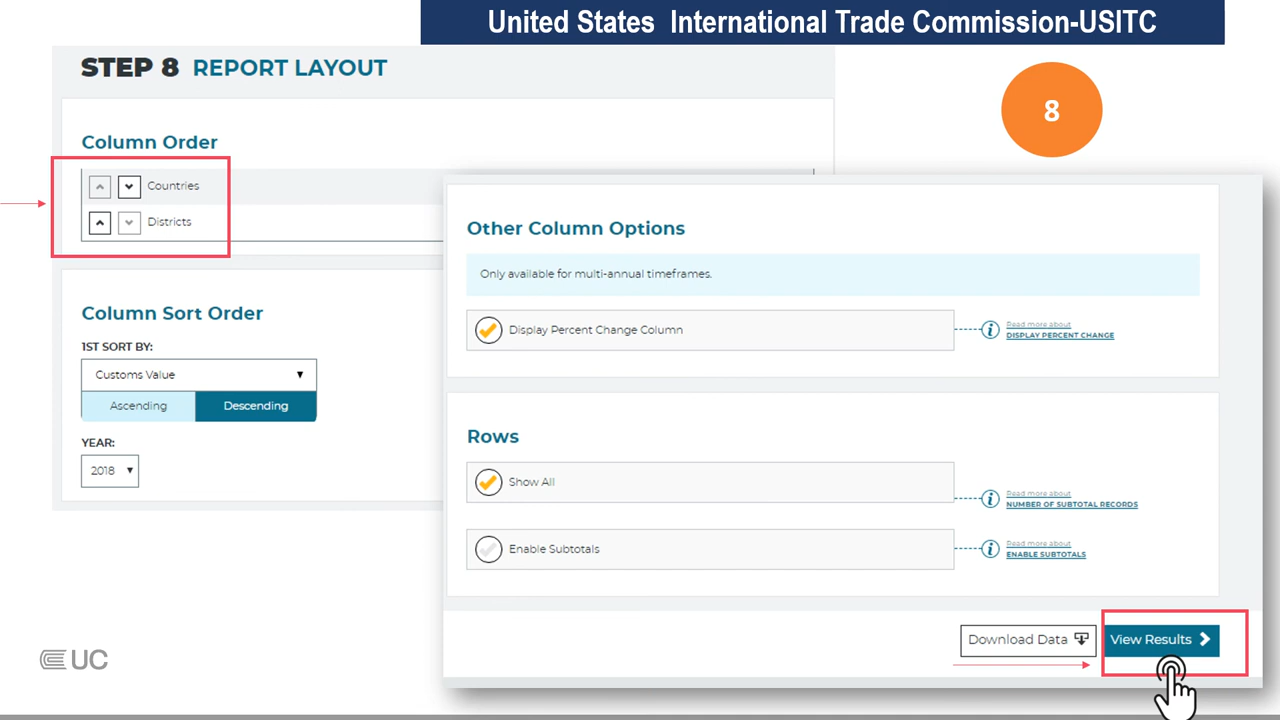 United States International Trade Commission-USITC
STEP 8 REPORT LAYOUT
8
Column Order
Countries
Districts
Column Sort Order
1ST SORT BY:
Customs Value
Ascending Descending
YEAR:
2018
Other Column Options
Only available for multi-annual timeframes.
Display Percent Change Column
Read more about
DISPLAY PERCENT CHANGE
Rows
Show All
Read more about
NUMBER OF SUBTOTAL RECORDS
Enable Subtotals
Read more about
ENABLE SUBTOTALS
Download Data View Results
UC